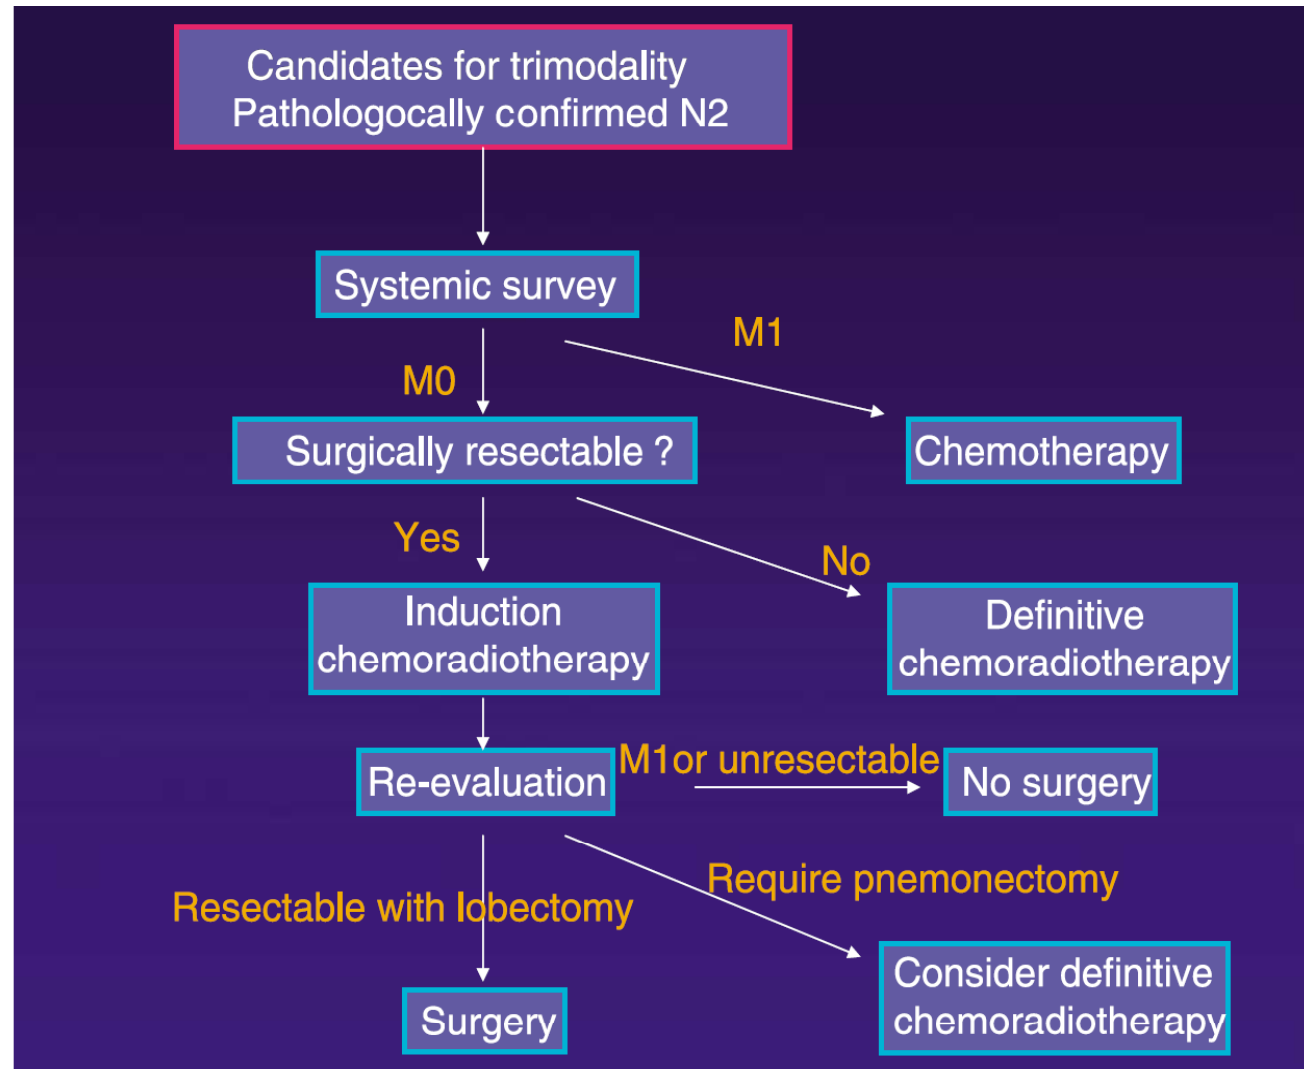 Candidates for trimodality
Pathologocally confirmed N2
Systemic survey
M1
M0
Surgically resectable ?
Chemotherapy
Yes
No
Induction
chemoradiotherapy
Definitive
chemoradiotherapy
Re-evaluation
M1or unresectable
No surgery
Require pnemonectomy
Resectable with lobectomy
Surgery
Consider definitive
chemoradiotherapy